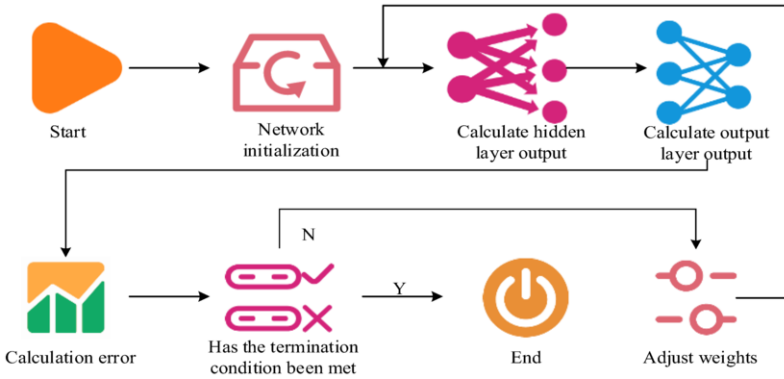 Start
Network
initialization
Calculate hidden
layer output
Calculate output
layer output
N
Y
Calculation error
Has the termination
condition been met
End
Adjust weights